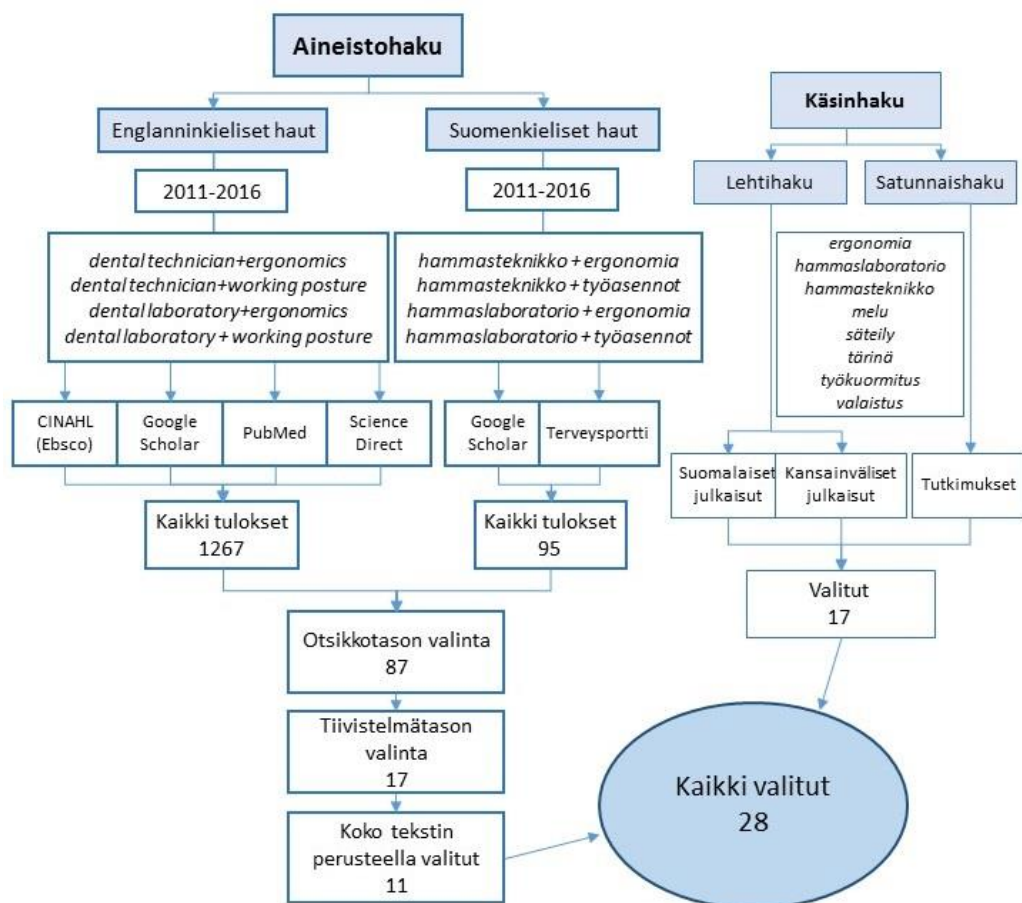 Aineistohaku
Englanninkieliset haut
Suomenkieliset haut
2011-2016
2011-2016
dental technician+ergonomics
dental technician+working posture
dental laboratory+ergonomics
dental laboratory + working posture
hammasteknikko + ergonomia
hammasteknikko + työasennot
hammaslaboratorio + ergonomia
hammaslaboratorio + työasennot
CINAHL
(Ebsco)
Google
Scholar
PubMed
Science
Direct
Google
Scholar
Terveysportti
Kaikki tulokset
1267
Kaikki tulokset
95
Otsikkotason valinta
87
Tiivistelmätason
valinta
17
Koko tekstin
perusteella valitut
11
Käsinhaku
Lehtihaku
Satunnaishaku
ergonomia
hammaslaboratorio
hammasteknikko
melu
säteily
tärinä
työkuormitus
valaistus
Suomalaiset
julkaisut
Kansainväliset
julkaisut
Tutkimukset
Valitut
17
Kaikki valitut
28